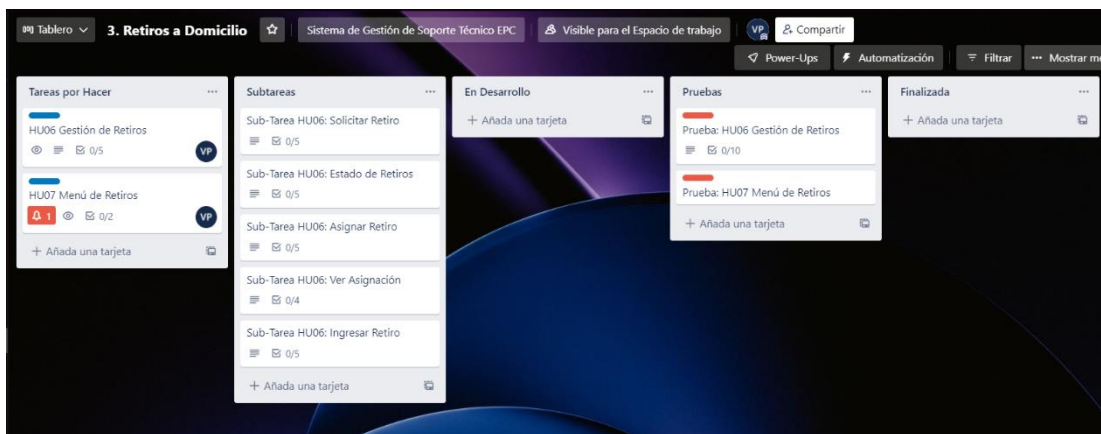 Tablero
3. Retiros a Domicilio
Sistema de Gestión de Soporte Técnico EPC
Visible para el Espacio de trabajo
VP
Compartir
Power-Ups
Automatización
Filtrar
Mostrar me
Tareas por Hacer
HU06 Gestión de Retiros
0/5
VP
HU07 Menú de Retiros
1
0/2
VP
+ Añada una tarjeta
Subtareas
Sub-Tarea HU06: Solicitar Retiro
0/5
Sub-Tarea HU06: Estado de Retiros
0/5
Sub-Tarea HU06: Asignar Retiro
0/5
Sub-Tarea HU06: Ver Asignación
0/4
Sub-Tarea HU06: Ingresar Retiro
0/5
+ Añada una tarjeta
En Desarrollo
+ Añada una tarjeta
Pruebas
Prueba: HU06 Gestión de Retiros
0/10
Prueba: HU07 Menú de Retiros
+ Añada una tarjeta
Finalizada
+ Añada una tarjeta